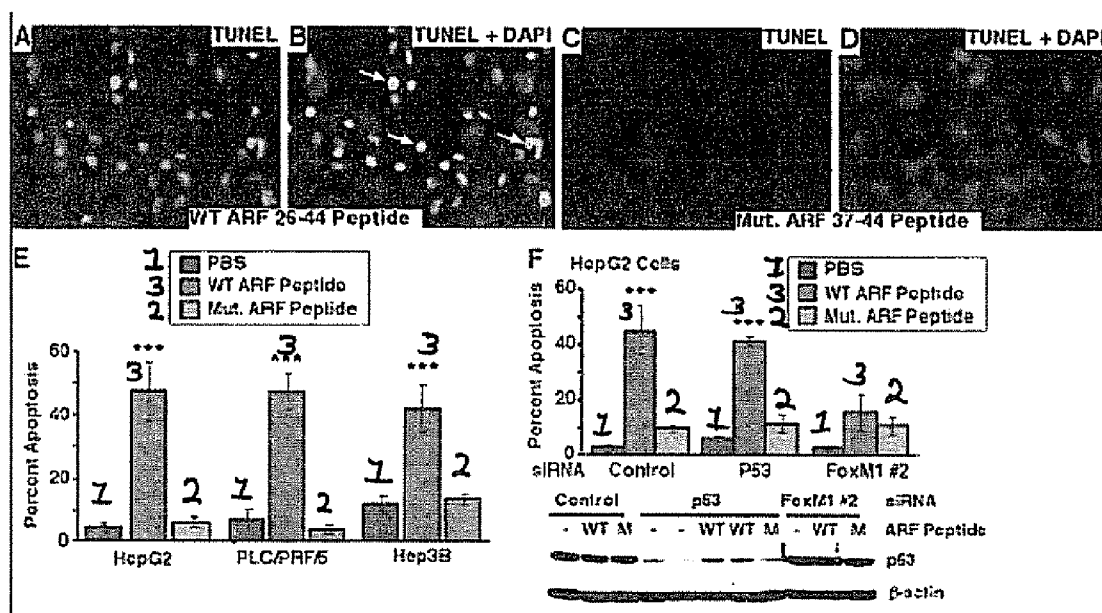 A TUNEL B TUNEL + DAPI C TUNEL D TUNEL + DAPI
WT ARF 26-44 Peptide Mut. ARF 37-44 Peptide
E
1 PBS
3 WT ARF Peptide
2 Mut. ARF Peptide
60
40
20
0
Percent Apoptosis
*** *** ***
1 3 2 1 3 2 1 3 2
HepG2 PLC/PRF/5 Hep3B
F HepG2 Cells
1 PBS
3 WT ARF Peptide
2 Mut. ARF Peptide
60
40
20
0
Percent Apoptosis
*** ***
1 3 2 1 3 2 1 3 2
siRNA Control P53 FoxM1 #2
Control p53 FoxM1 #2 siRNA
- WT M - - WT WT M - WT M ARF Peptide
p53
β-actin